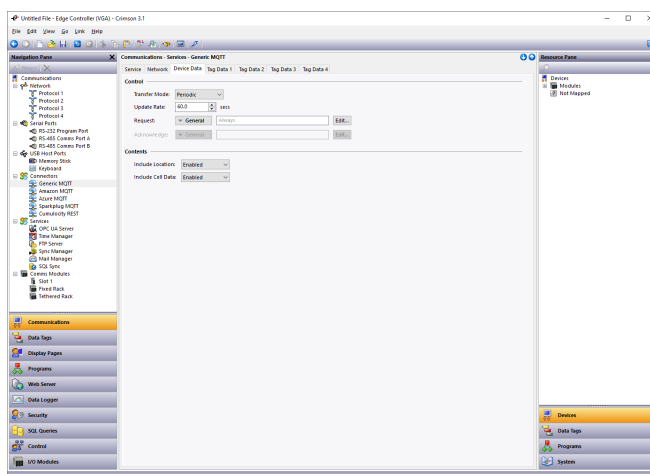 Untitled File - Edge Controller (VGA) - Crimson 3.1
File Edit View Go Link Help
Navigation Pane X
Communications
Network
Protocol 1
Protocol 2
Protocol 3
Protocol 4
Serial Ports
RS-232 Program Port
RS-485 Comms Port A
RS-485 Comms Port B
USB Host Ports
Memory Stick
Keyboard
Connectors
Generic MQTT
Amazon MQTT
Azure MQTT
Sparkplug MQTT
Cumulocity REST
Services
OPC UA Server
Time Manager
FTP Server
Sync Manager
Mail Manager
SQL Sync
Comms Modules
Slot 1
Fixed Rack
Tethered Rack
Communications
Data Tags
Display Pages
Programs
Web Server
Data Logger
Security
SQL Queries
Control
I/O Modules
Communications - Services - Generic MQTT
Service Network Device Data Tag Data 1 Tag Data 2 Tag Data 3 Tag Data 4
Control
Transfer Mode: Periodic
Update Rate: 60.0 secs
Request: General Always Edit...
Acknowledge: General Edit...
Contents
Include Location: Enabled
Include Cell Data: Enabled
Resource Pane
Devices
Modules
Not Mapped
Devices
Data Tags
Programs
System